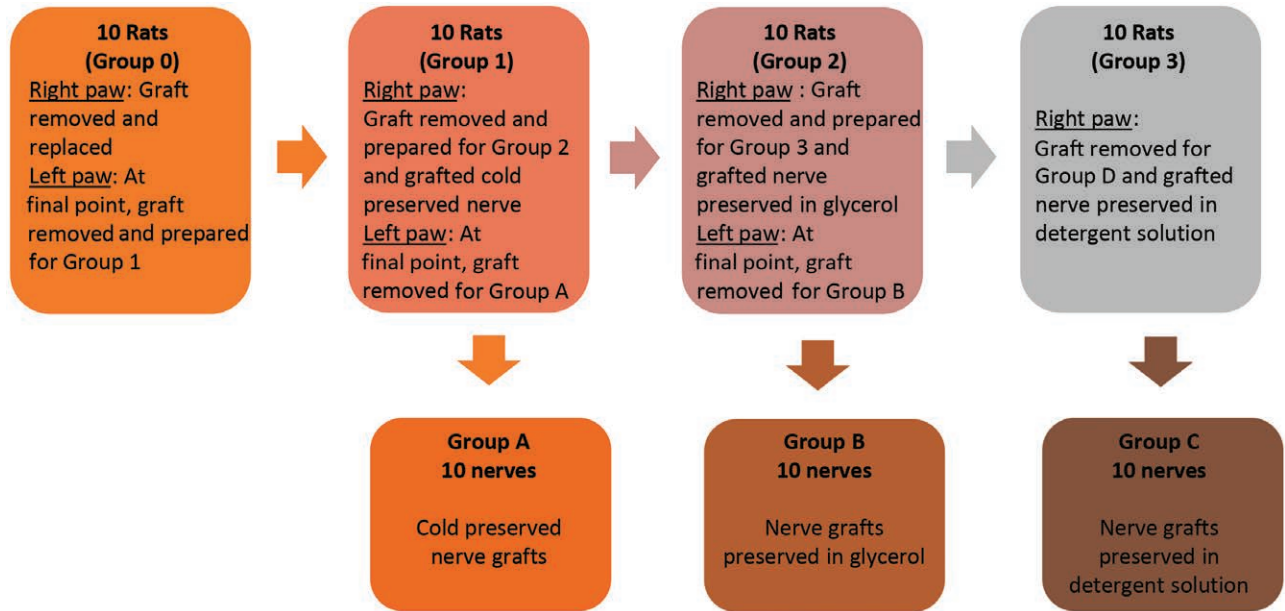 10 Rats
(Group 0)
Right paw: Graft
removed and
replaced
Left paw: At
final point, graft
removed and prepared
for Group 1
10 Rats
(Group 1)
Right paw:
Graft removed and
prepared for Group 2
and grafted cold
preserved nerve
Left paw: At
final point, graft
removed for Group A
10 Rats
(Group 2)
Right paw : Graft
removed and prepared
for Group 3 and
grafted nerve
preserved in glycerol
Left paw: At
final point, graft
removed for Group B
10 Rats
(Group 3)
Right paw:
Graft removed for
Group D and grafted
nerve preserved in
detergent solution
Group A
10 nerves
Cold preserved
nerve grafts
Group B
10 nerves
Nerve grafts
preserved in glycerol
Group C
10 nerves
Nerve grafts
preserved in
detergent solution